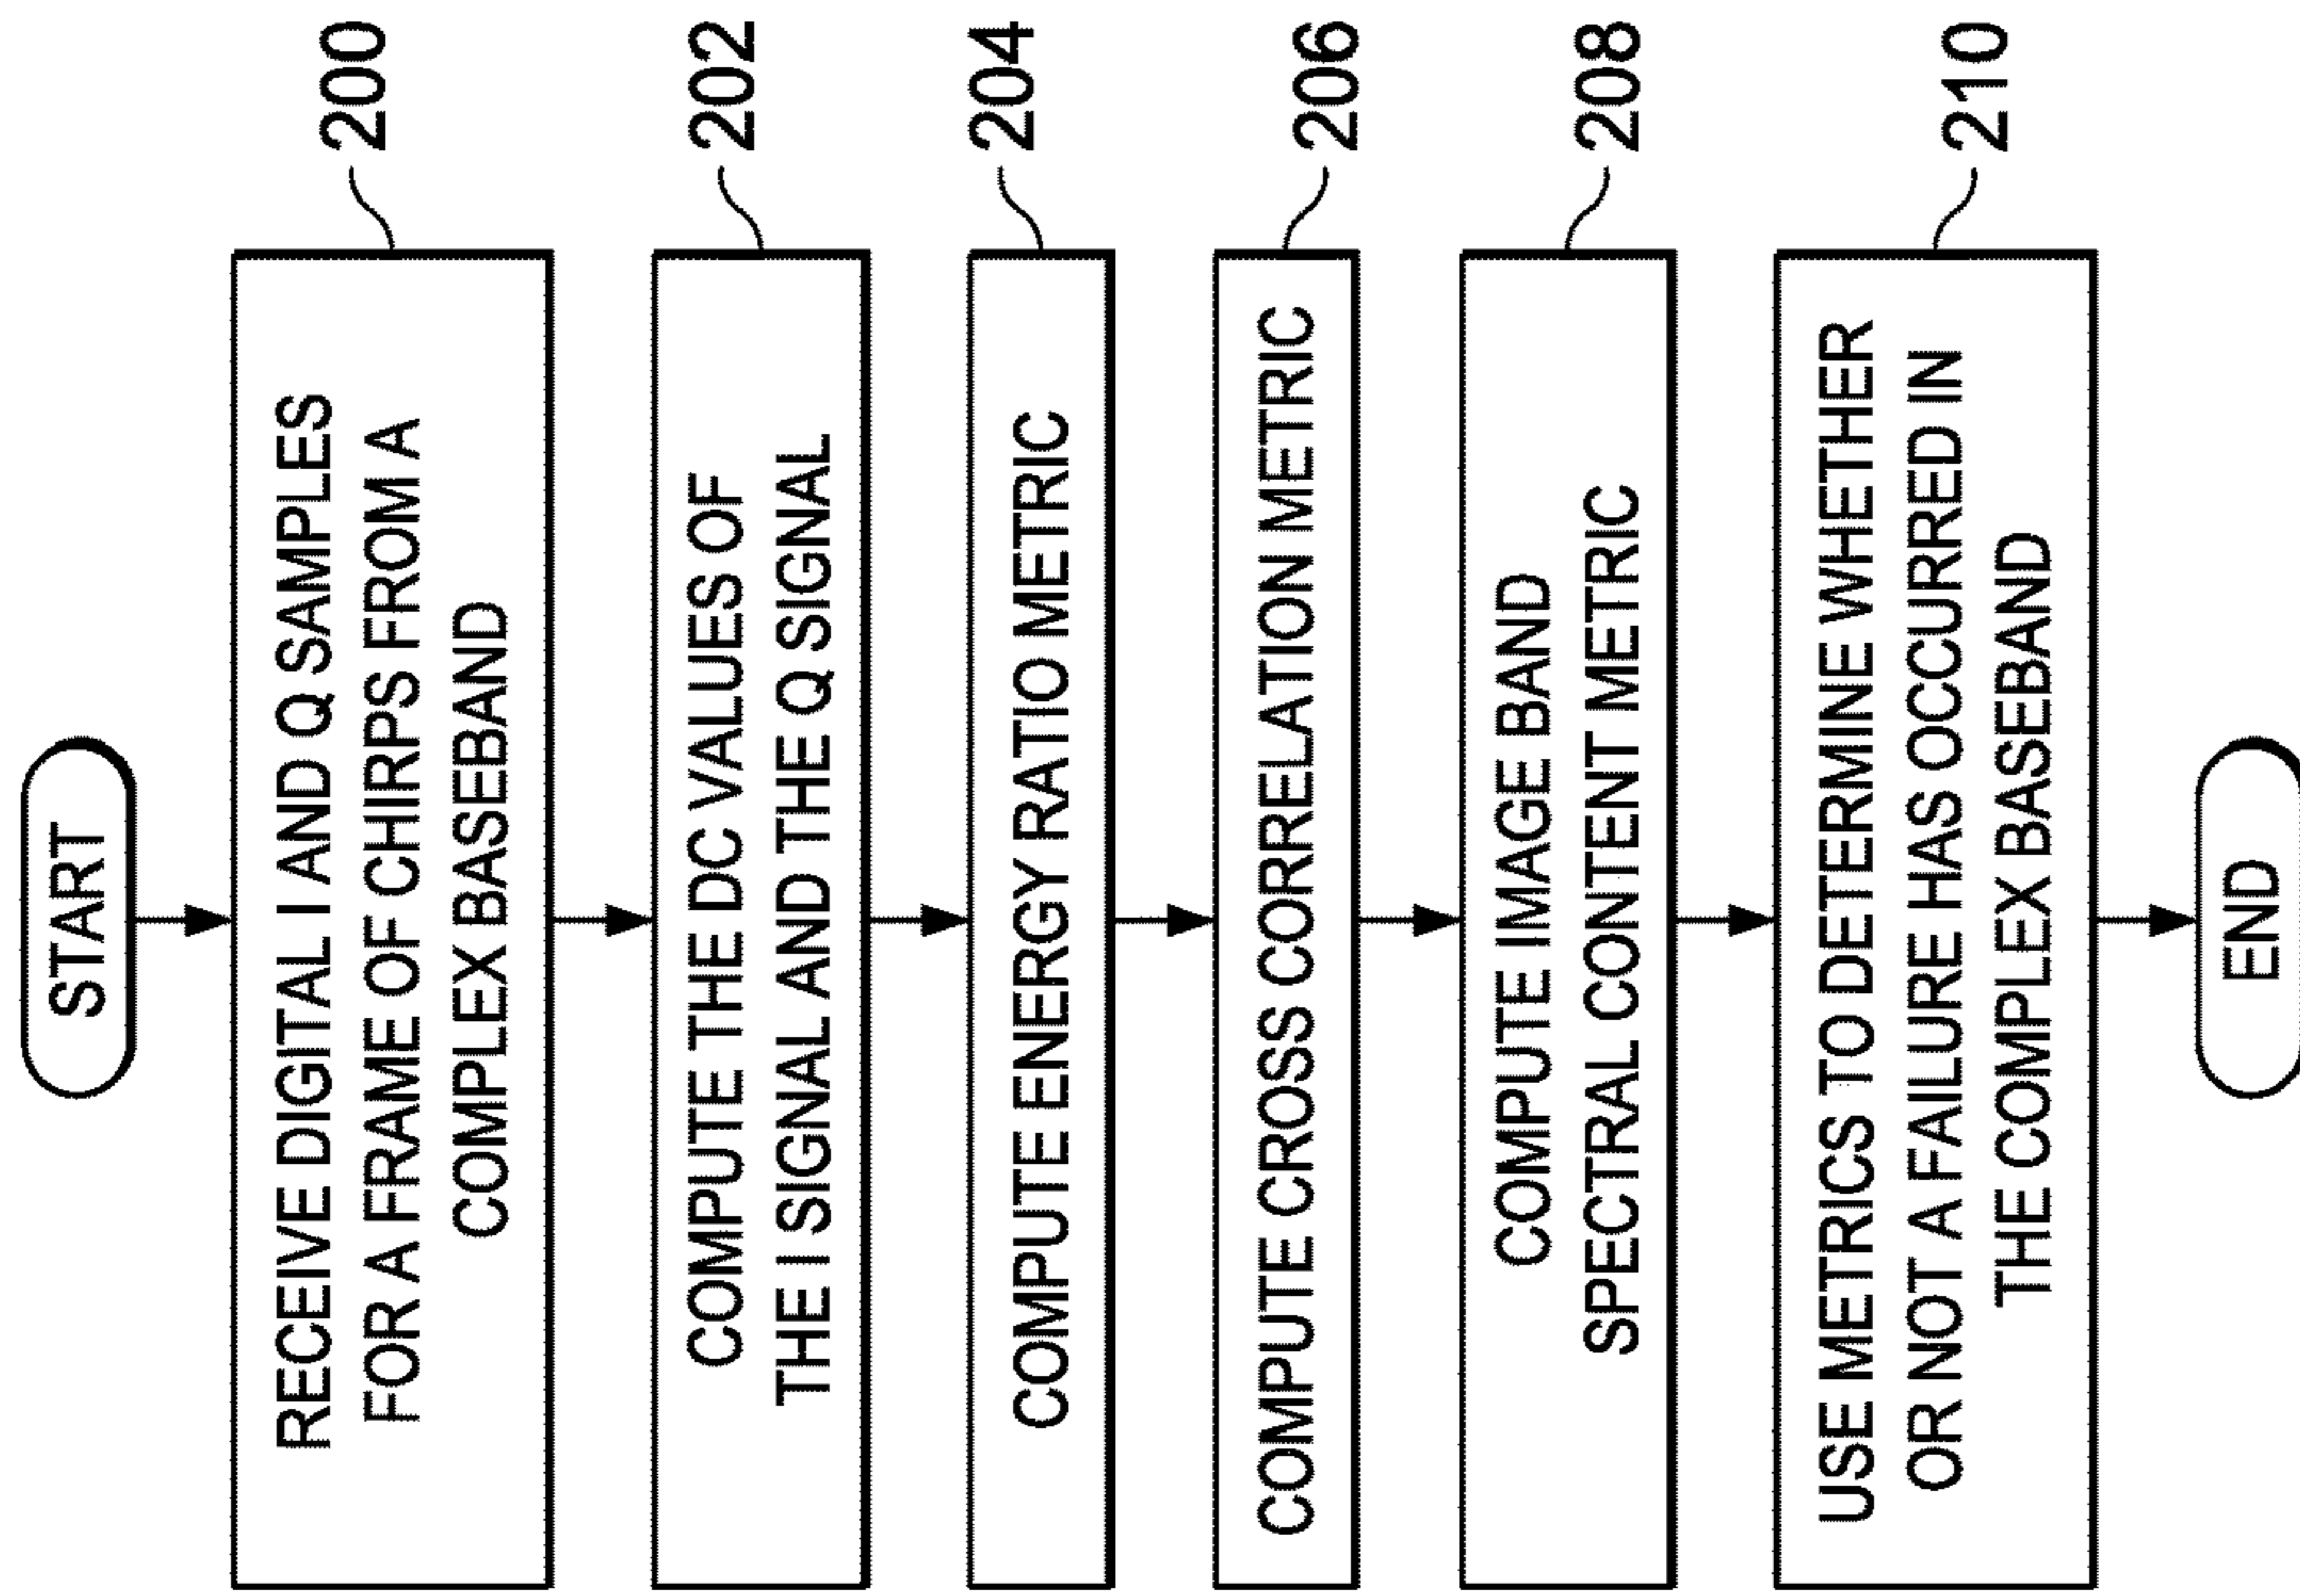 START
RECEIVE DIGITAL I AND Q SAMPLES
FOR A FRAME OF CHIRPS FROM A
COMPLEX BASEBAND
200
COMPUTE THE DC VALUES OF
THE I SIGNAL AND THE Q SIGNAL
202
COMPUTE ENERGY RATIO METRIC
204
COMPUTE CROSS CORRELATION METRIC
206
COMPUTE IMAGE BAND
SPECTRAL CONTENT METRIC
208
USE METRICS TO DETERMINE WHETHER
OR NOT A FAILURE HAS OCCURRED IN
THE COMPLEX BASEBAND
210
END